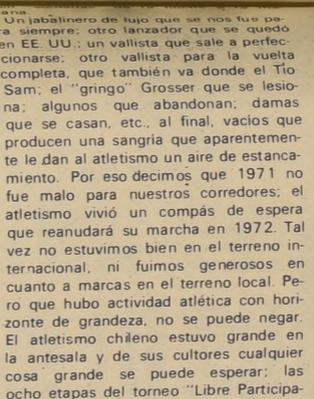 ana.
Un jabalinero de lujo que se nos fue pa-
ra siempre; otro lanzador que se quedó
en EE. UU.; un vallista que sale a perfec-
cionarse; otro vallista para la vuelta
completa, que también va donde el Tío
Sam; el "gringo" Grosser que se lesio-
na; algunos que abandonan; damas
que se casan, etc., al final, vacíos que
producen una sangría que aparentemen-
te le dan al atletismo un aire de estanca-
miento. Por eso decimos que 1971 no
fue malo para nuestros corredores; el
atletismo vivió un compás de espera
que reanudará su marcha en 1972. Tal
vez no estuvimos bien en el terreno in-
ternacional, ni fuimos generosos en
cuanto a marcas en el terreno local. Pe-
ro que hubo actividad atlética con hori-
zonte de grandeza, no se puede negar.
El atletismo chileno estuvo grande en
la antesala y de sus cultores cualquier
cosa grande se puede esperar; las
ocho etapas del torneo "Libre Participa-